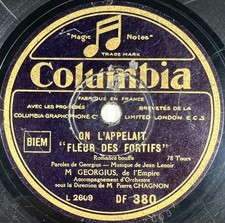 "Magic Notes"
TRADE MARK
Columbia
FABRIQUÉ EN FRANCE
AVEC LES PROCÉDÉS BREVETÉS DE LA
COLUMBIA GRAPHOPHONE Cº LIMITED LONDON E.C.3
BIEM
ON L'APPELAIT
"FLEUR DES FORTIFS"
Romance bouffe
78 Tours
Paroles de Georgius - Musique de Jean Lenoir
M GEORGIUS, de l'Empire
Accompagnement d'Orchestre
sous la Direction de M. Pierre CHAGNON
L 2609
DF 380